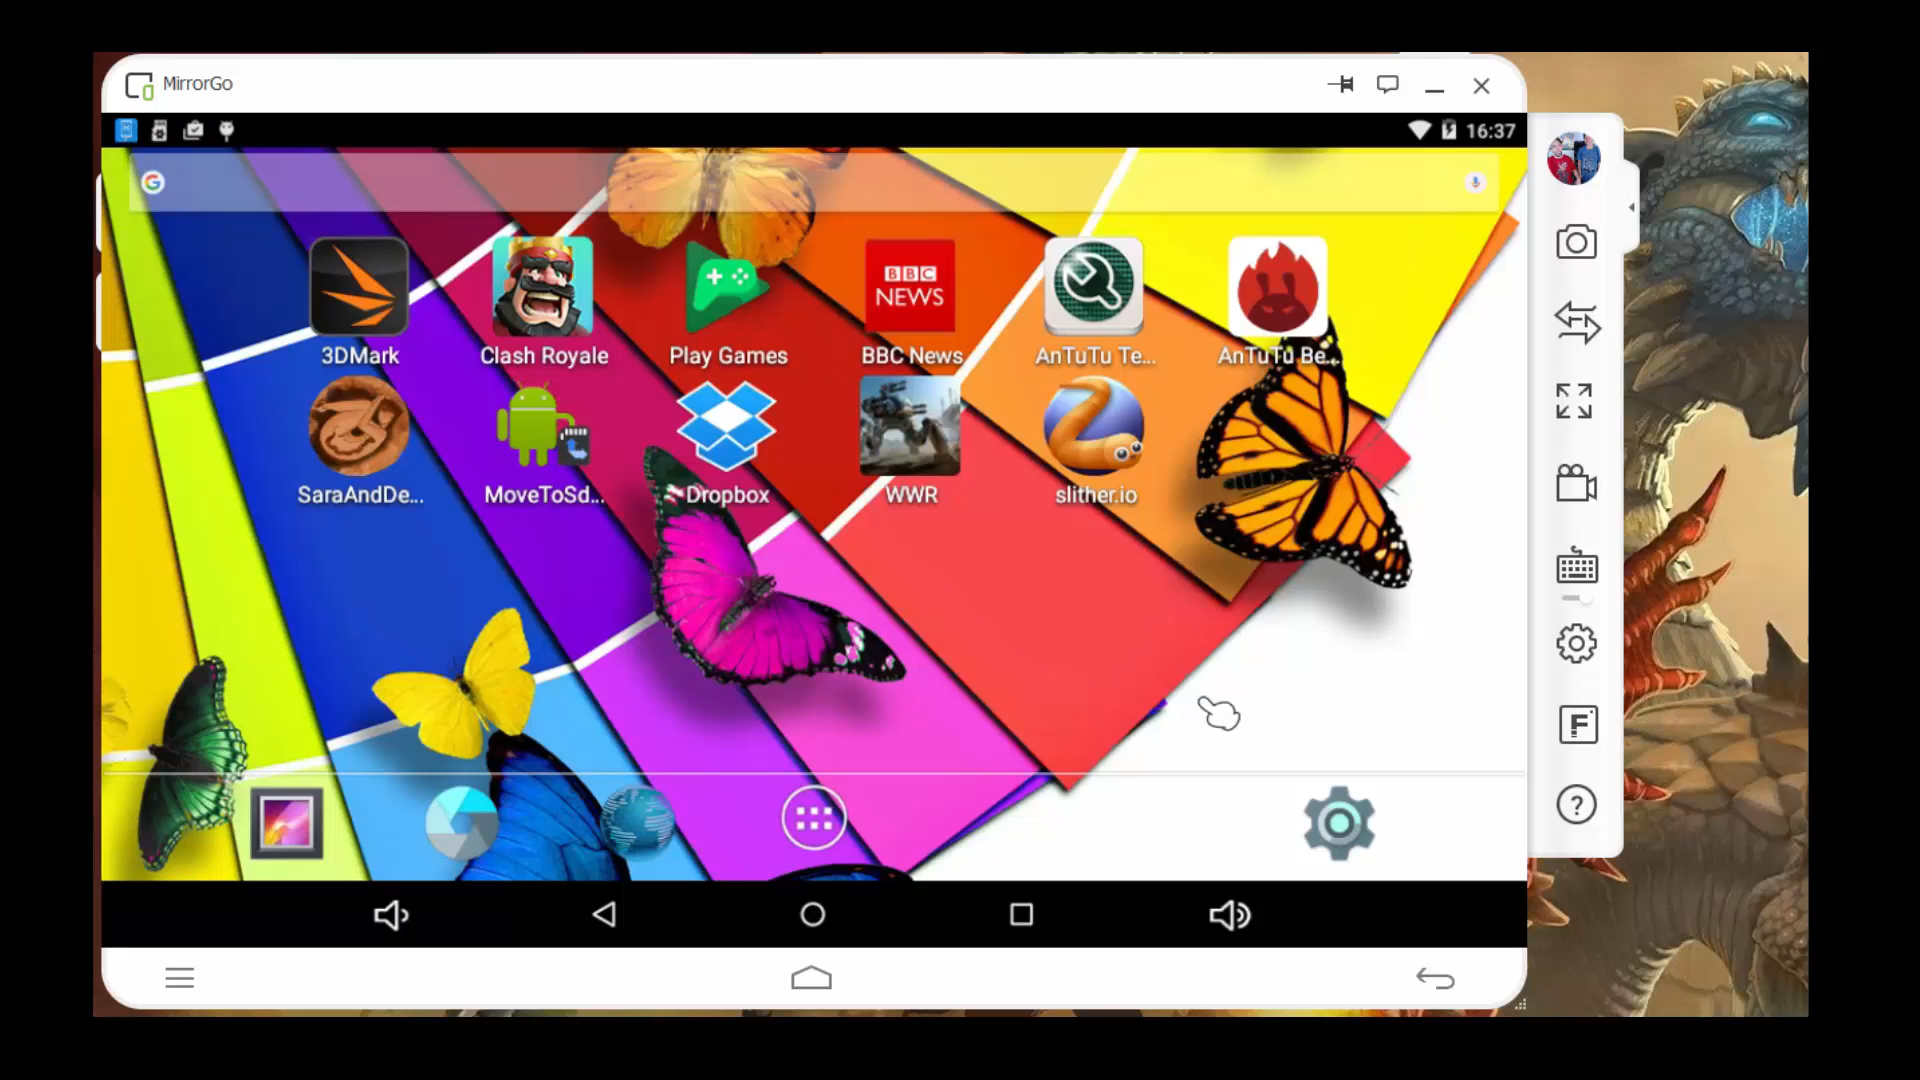 MirrorGo
16:37
G
BBC
NEWS
3DMark
Clash Royale
Play Games
BBC News
AnTuTu Te...
AnTuTu Be...
SaraAndDe...
MoveToSd...
Dropbox
WWR
slither.io
F
?